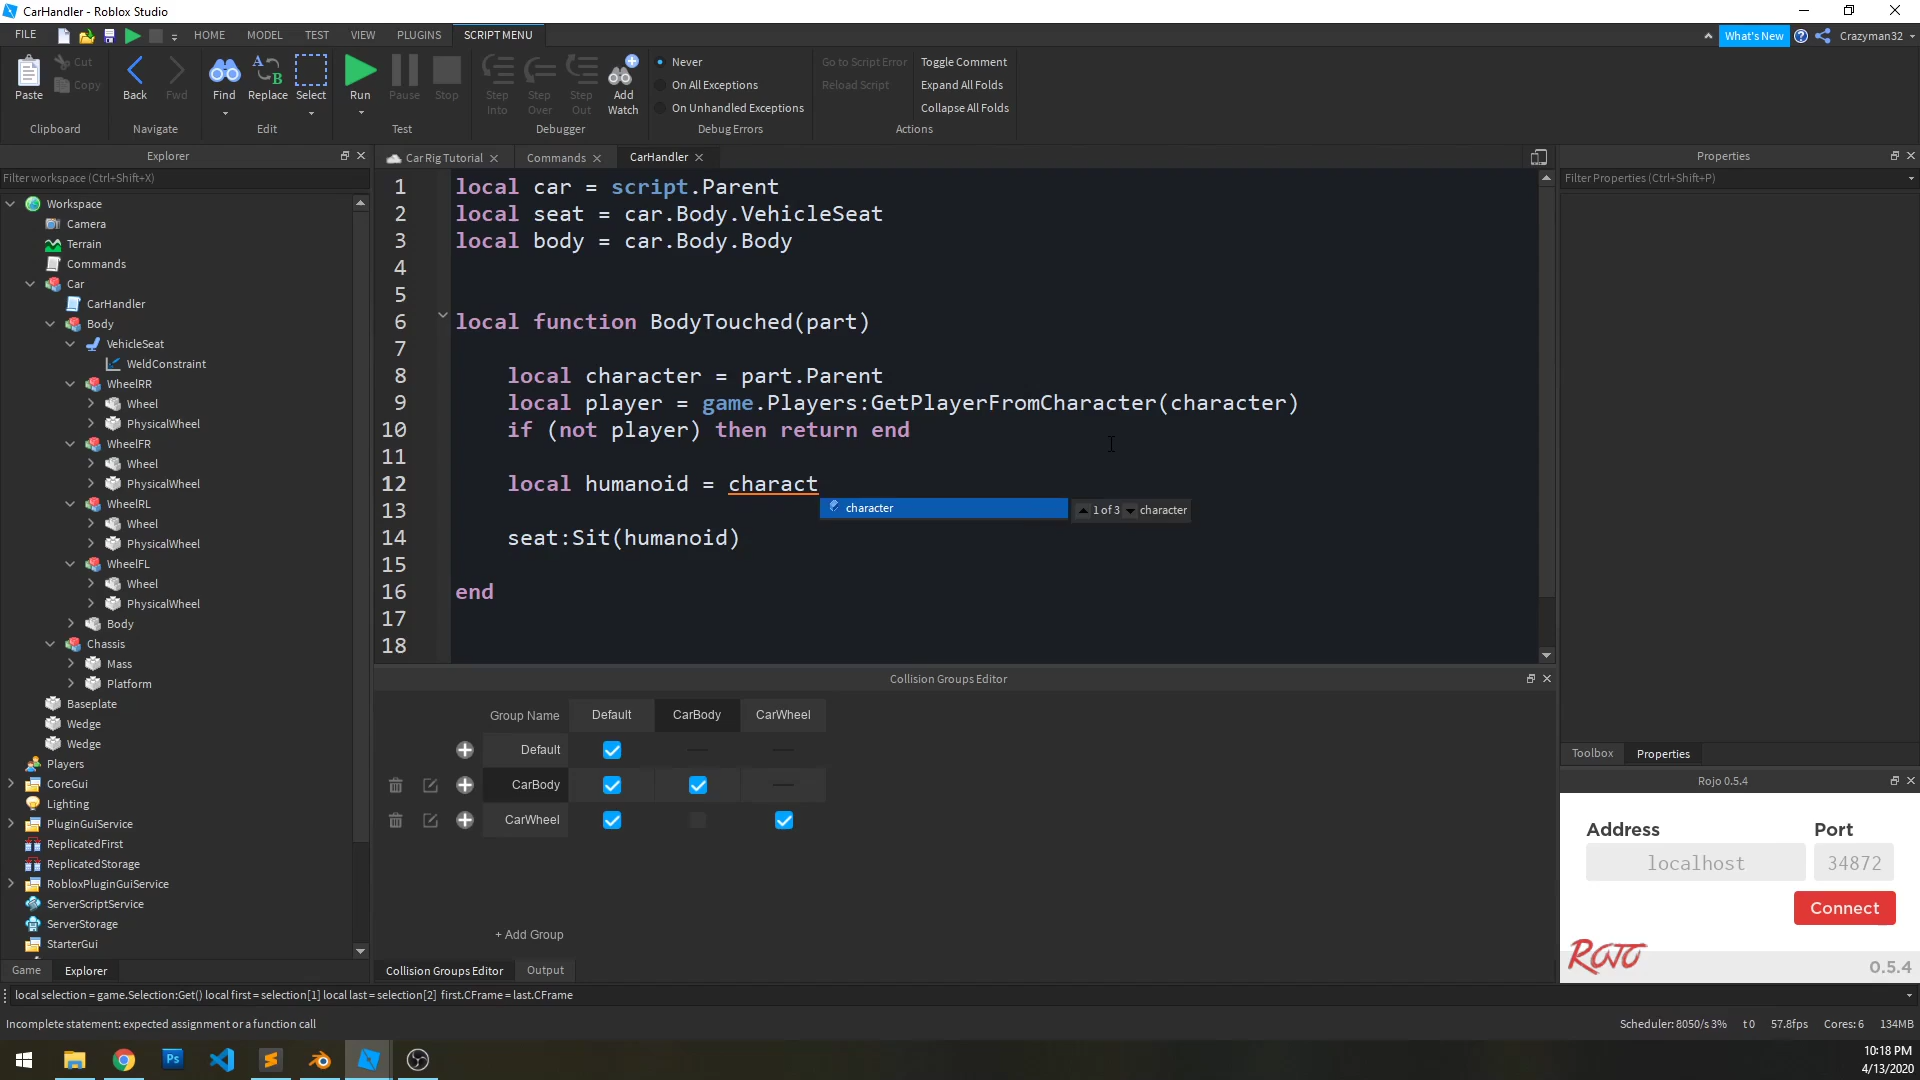 CarHandler - Roblox Studio
FILE HOME MODEL TEST VIEW PLUGINS SCRIPT MENU What's New Crazyman32
Paste Cut Copy Back Fwd Find Replace Select Run Pause Stop Step Into Step Over Step Out Add Watch
Never
On All Exceptions
On Unhandled Exceptions
Go to Script Error
Reload Script
Toggle Comment
Expand All Folds
Collapse All Folds
Clipboard Navigate Edit Test Debugger Debug Errors Actions
Explorer
Filter workspace (Ctrl+Shift+X)
Workspace
Camera
Terrain
Commands
Car
CarHandler
Body
VehicleSeat
WeldConstraint
WheelRR
Wheel
PhysicalWheel
WheelFR
Wheel
PhysicalWheel
WheelRL
Wheel
PhysicalWheel
WheelFL
Wheel
PhysicalWheel
Body
Chassis
Mass
Platform
Baseplate
Wedge
Wedge
Players
CoreGui
Lighting
PluginGuiService
ReplicatedFirst
ReplicatedStorage
RobloxPluginGuiService
ServerScriptService
ServerStorage
StarterGui
Game Explorer
Car Rig Tutorial Commands CarHandler
1 local car = script.Parent
2 local seat = car.Body.VehicleSeat
3 local body = car.Body.Body
4
5
6 local function BodyTouched(part)
7
8 local character = part.Parent
9 local player = game.Players:GetPlayerFromCharacter(character)
10 if (not player) then return end
11
12 local humanoid = charact
character 1 of 3 character
13
14 seat:Sit(humanoid)
15
16 end
17
18
Collision Groups Editor
Group Name Default CarBody CarWheel
Default
CarBody
CarWheel
+ Add Group
Collision Groups Editor Output
Properties
Filter Properties (Ctrl+Shift+P)
Toolbox Properties
Rojo 0.5.4
Address Port
localhost 34872
Connect
ROJO 0.5.4
local selection = game.Selection:Get() local first = selection[1] local last = selection[2] first.CFrame = last.CFrame
Incomplete statement: expected assignment or a function call
Scheduler: 8050/s 3% t 0 57.8fps Cores: 6 134MB
Ps
10:18 PM
4/13/2020